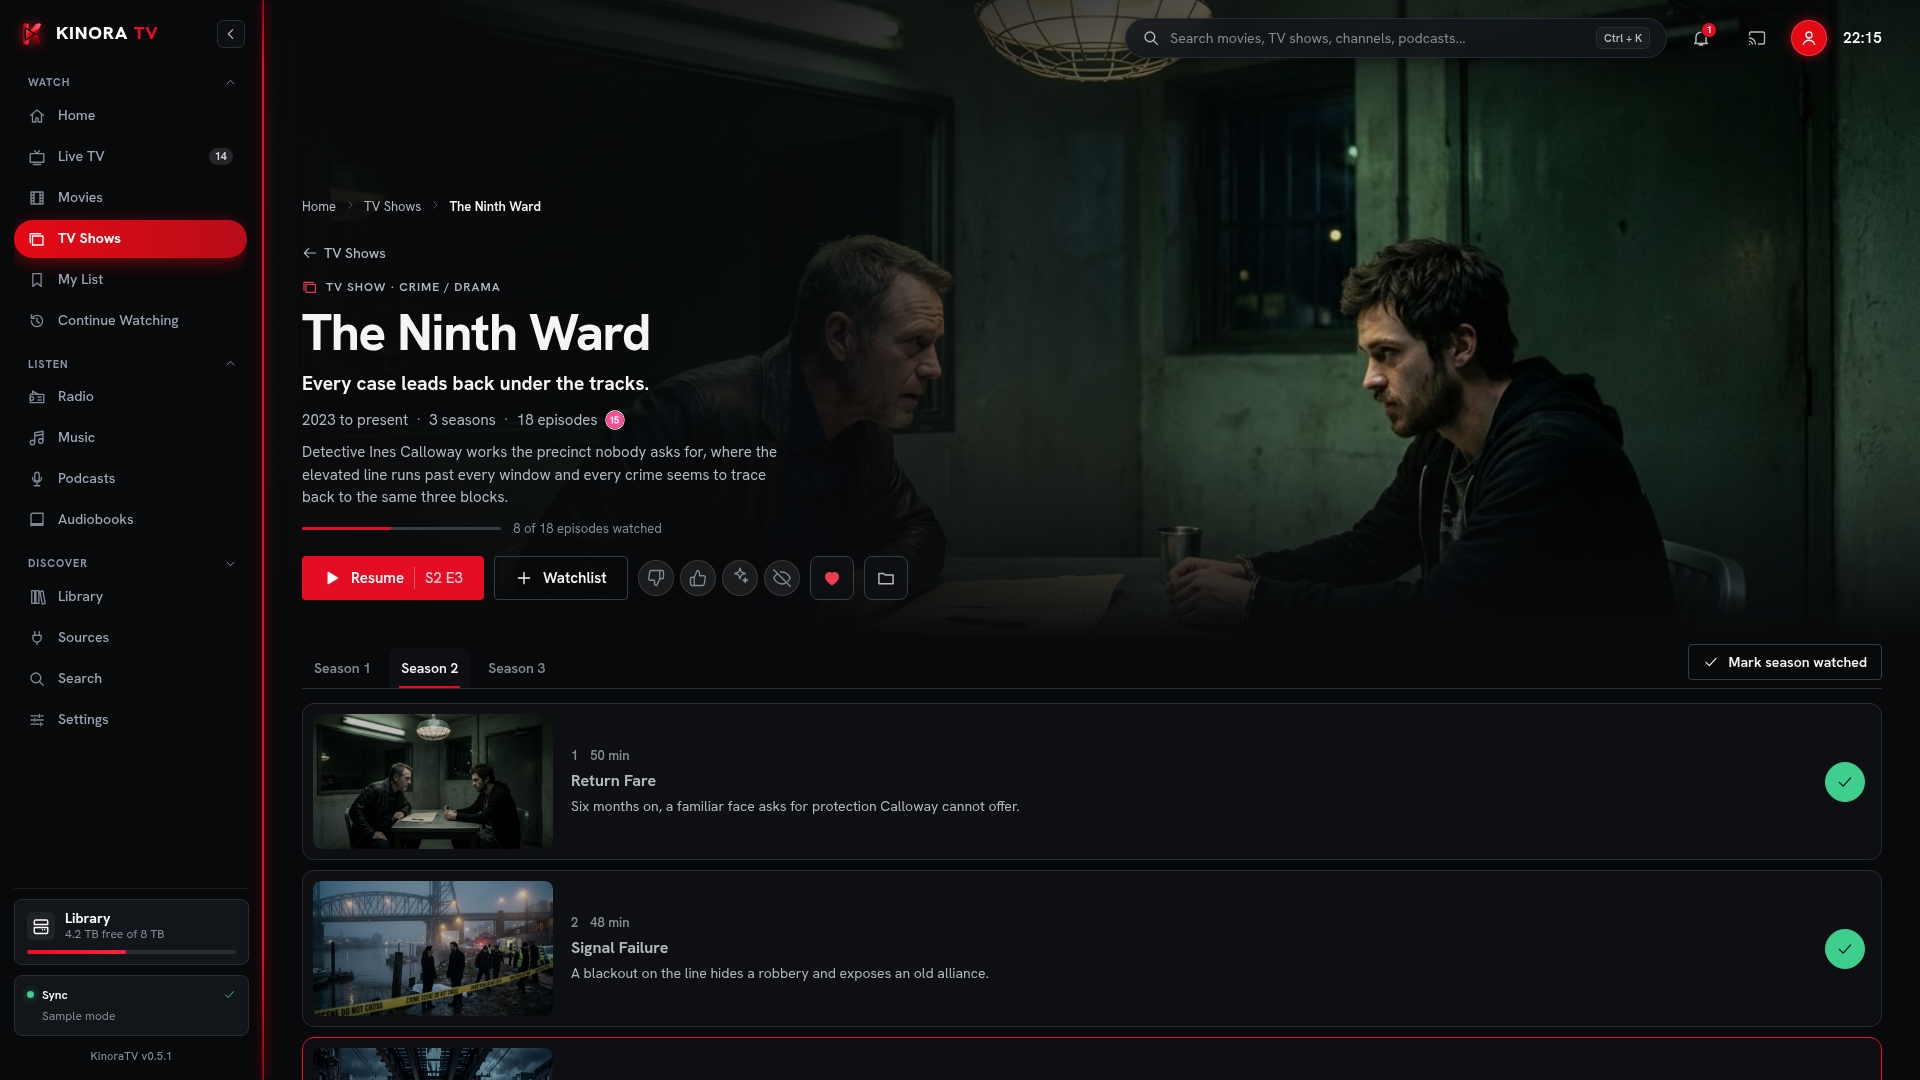 KINORA TV
WATCH
Home
Live TV 14
Movies
TV Shows
My List
Continue Watching
LISTEN
Radio
Music
Podcasts
Audiobooks
DISCOVER
Library
Sources
Search
Settings
Library
4.2 TB free of 8 TB
Sync
Sample mode
KinoraTV v0.5.1
Search movies, TV shows, channels, podcasts... Ctrl + K
1
22:15
Home TV Shows The Ninth Ward
TV Shows
TV SHOW · CRIME / DRAMA
The Ninth Ward
Every case leads back under the tracks.
2023 to present · 3 seasons · 18 episodes 15
Detective Ines Calloway works the precinct nobody asks for, where the
elevated line runs past every window and every crime seems to trace
back to the same three blocks.
8 of 18 episodes watched
Resume S2 E3 Watchlist
Season 1 Season 2 Season 3 Mark season watched
1 50 min
Return Fare
Six months on, a familiar face asks for protection Calloway cannot offer.
2 48 min
Signal Failure
A blackout on the line hides a robbery and exposes an old alliance.
CRIME SCENE DO NOT CROSS